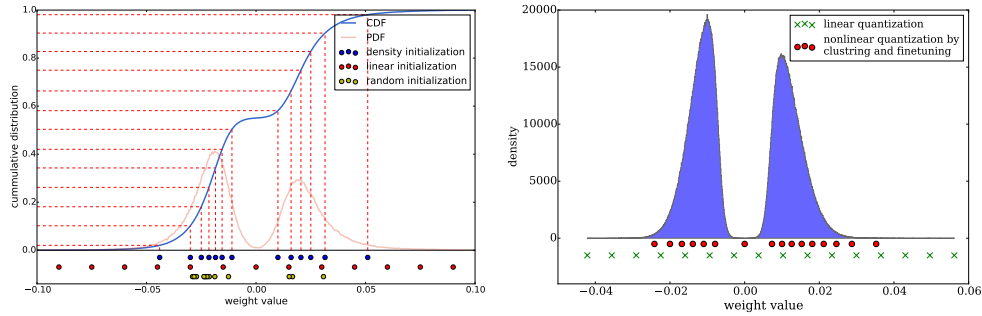 1.0
0.8
0.6
0.4
0.2
0.0
cummulative distribution
CDF
PDF
density initialization
linear initialization
random initialization
−0.10
−0.05
0.00
0.05
0.10
weight value
20000
15000
10000
5000
0
density
linear quantization
nonlinear quantization by
clustring and finetuning
−0.04
−0.02
0.00
0.02
0.04
0.06
weight value